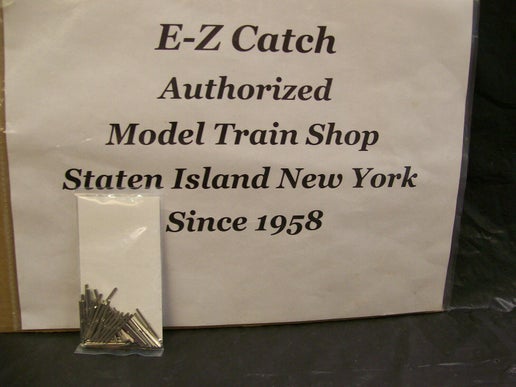 E-Z Catch
Authorized
Model Train Shop
Staten Island New York
Since 1958